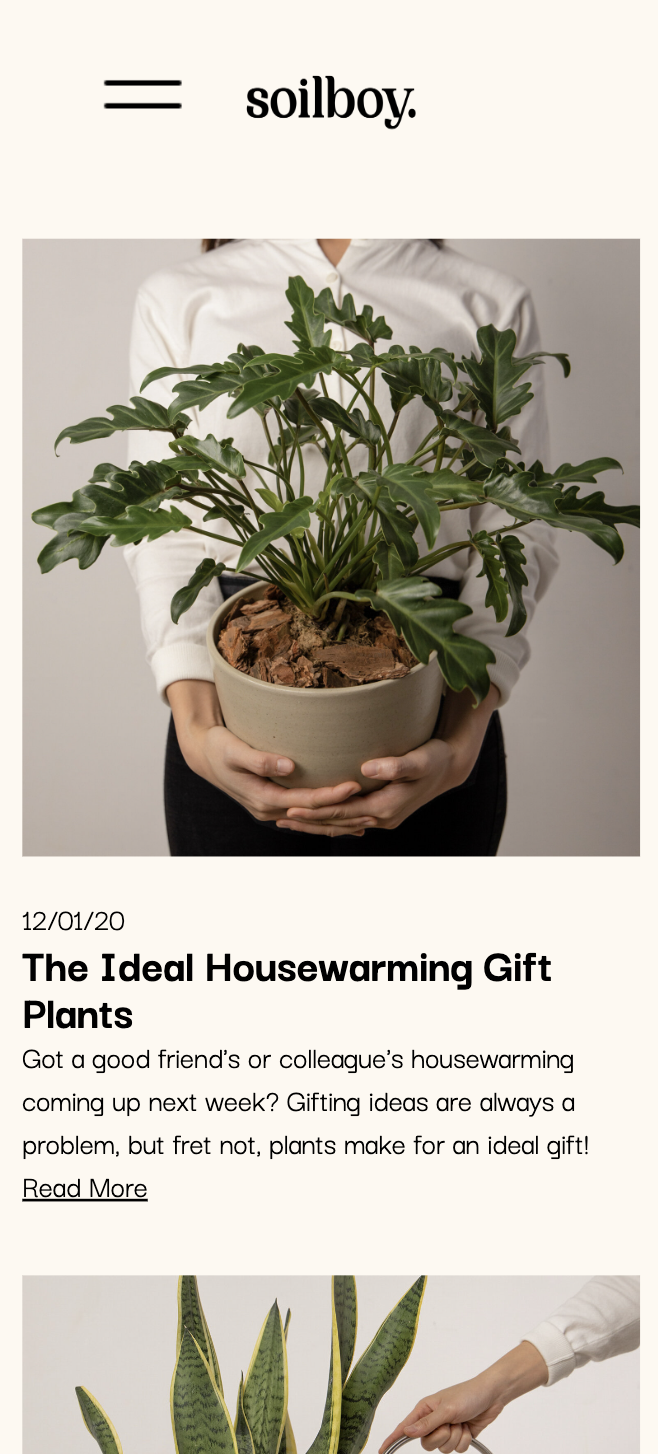 soilboy.
12/01/20
The Ideal Housewarming Gift
Plants
Got a good friend's or colleague's housewarming
coming up next week? Gifting ideas are always a
problem, but fret not, plants make for an ideal gift!
Read More